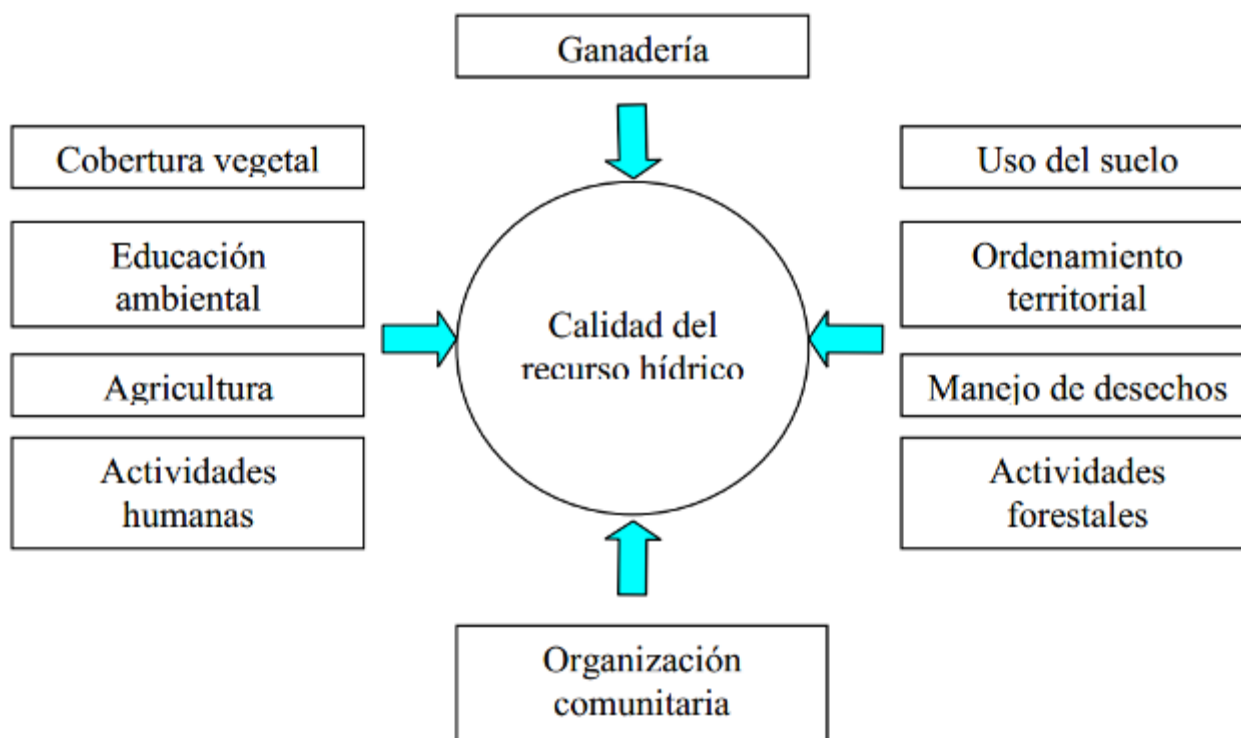 Ganadería
Cobertura vegetal
Educación
ambiental
Agricultura
Actividades
humanas
Calidad del
recurso hídrico
Uso del suelo
Ordenamiento
territorial
Manejo de desechos
Actividades
forestales
Organización
comunitaria